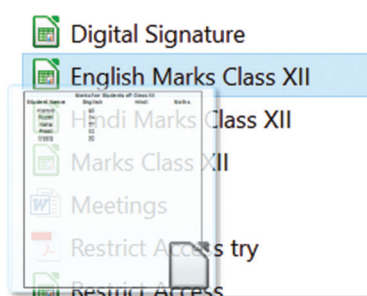 Digital Signature
English Marks Class XII
Marks for Students of Class XII
Student Name English Hindi Maths
Hindi Marks Class XII
Marks Class XII
Meetings
Restrict Access try
Restrict Access